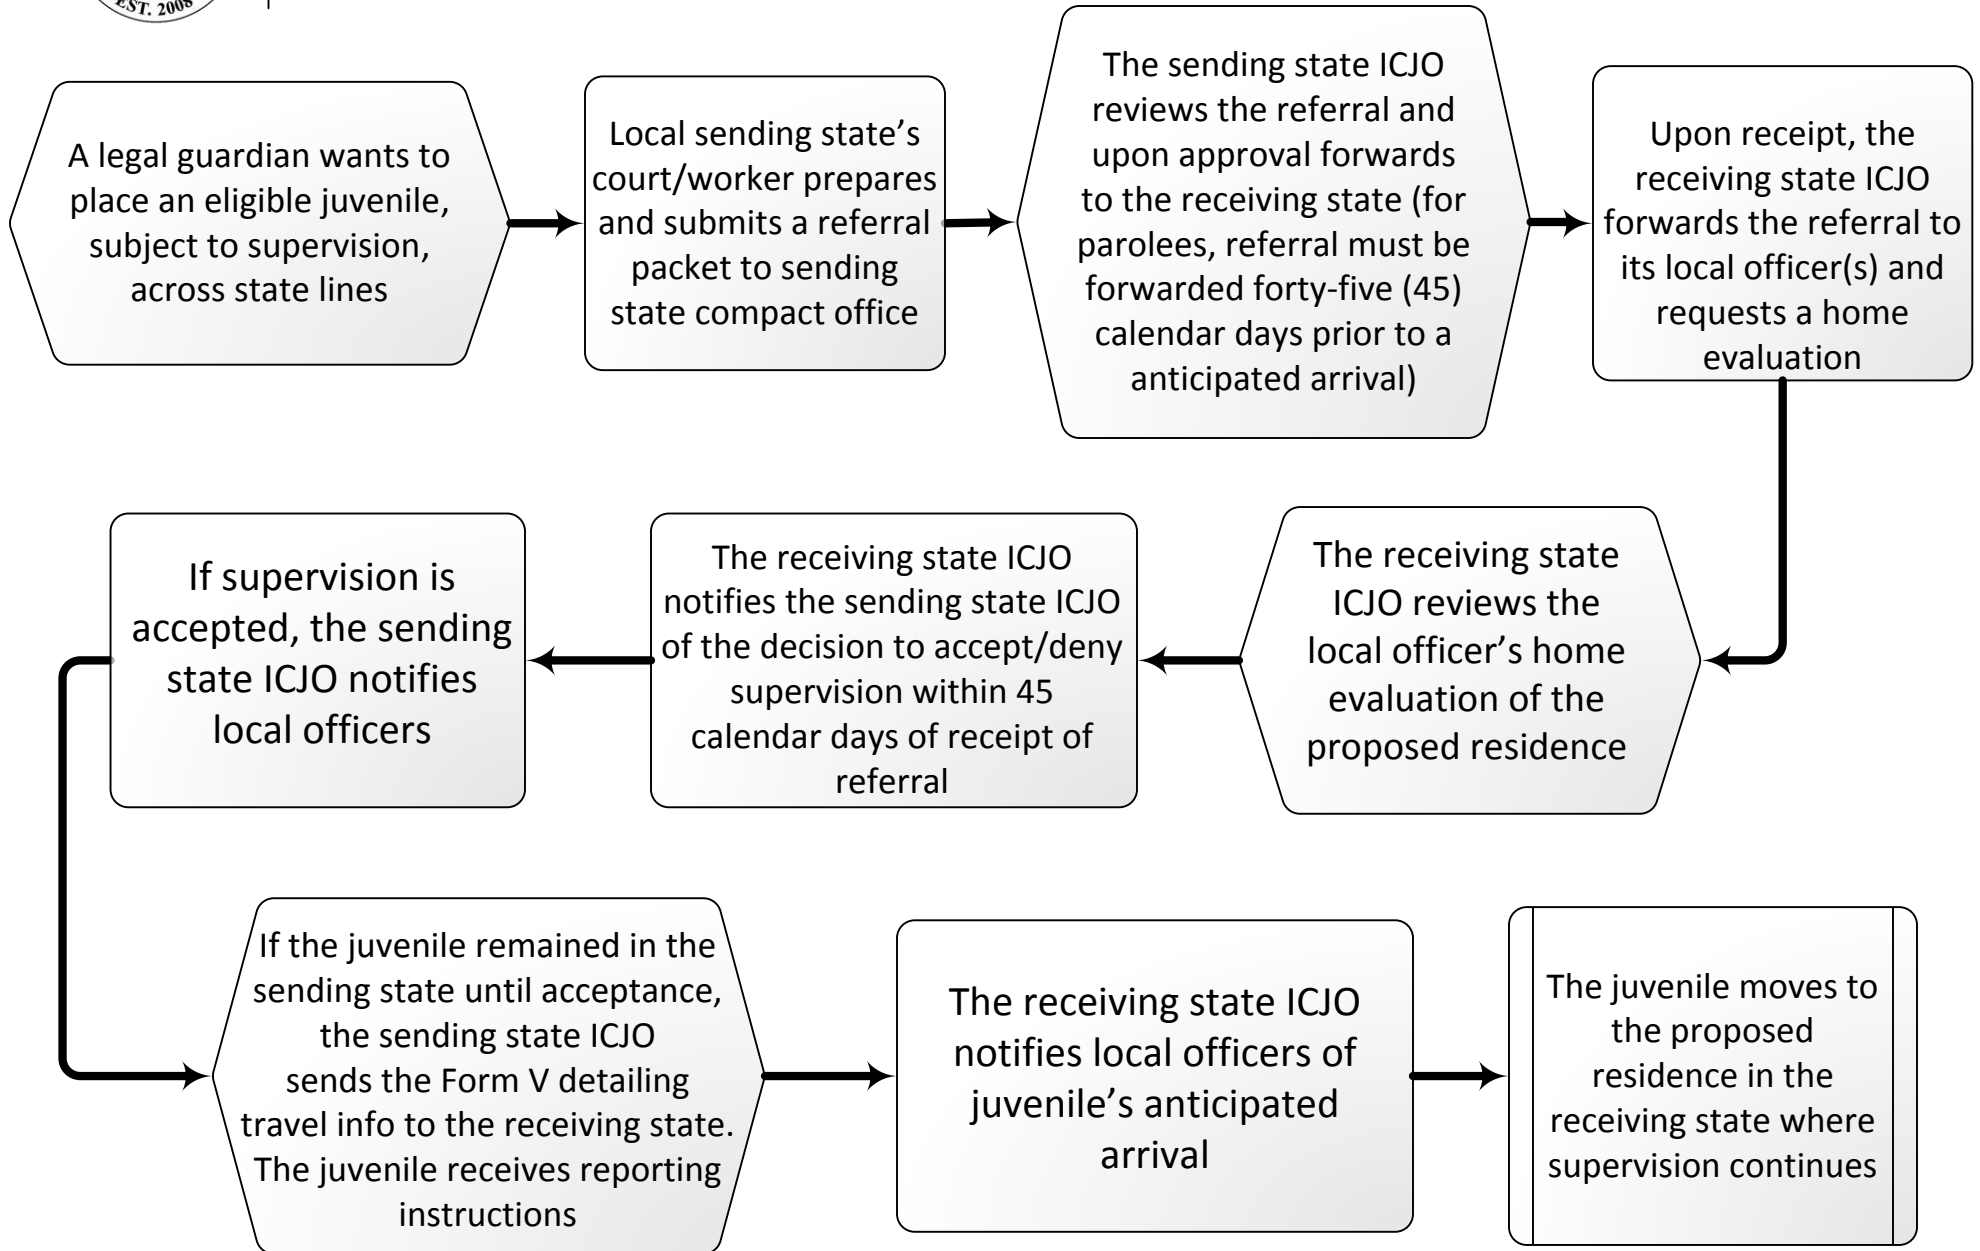 EST. 2008
A legal guardian wants to
place an eligible juvenile,
subject to supervision,
across state lines
Local sending state’s
court/worker prepares
and submits a referral
packet to sending
state compact office
The sending state ICJO
reviews the referral and
upon approval forwards
to the receiving state (for
parolees, referral must be
forwarded forty-five (45)
calendar days prior to a
anticipated arrival)
Upon receipt, the
receiving state ICJO
forwards the referral to
its local officer(s) and
requests a home
evaluation
The receiving state
ICJO reviews the
local officer’s home
evaluation of the
proposed residence
The receiving state ICJO
notifies the sending state ICJO
of the decision to accept/deny
supervision within 45
calendar days of receipt of
referral
If supervision is
accepted, the sending
state ICJO notifies
local officers
If the juvenile remained in the
sending state until acceptance,
the sending state ICJO
sends the Form V detailing
travel info to the receiving state.
The juvenile receives reporting
instructions
The receiving state ICJO
notifies local officers of
juvenile’s anticipated
arrival
The juvenile moves to
the proposed
residence in the
receiving state where
supervision continues